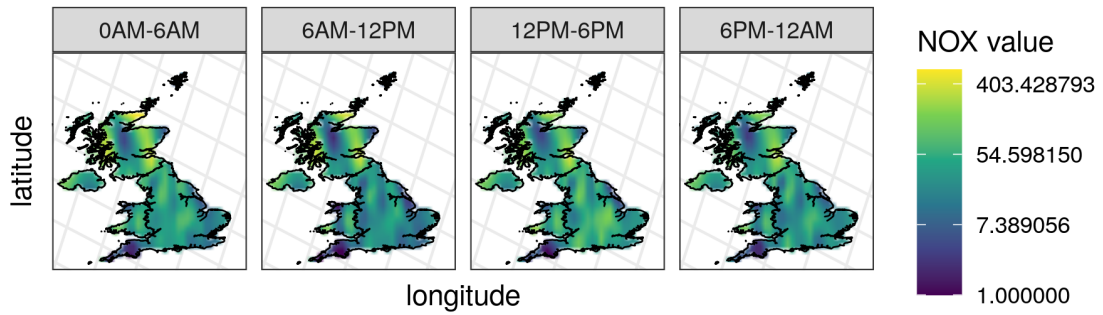 0AM-6AM 6AM-12PM 12PM-6PM 6PM-12AM
NOX value
403.428793
54.598150
7.389056
1.000000
latitude
longitude